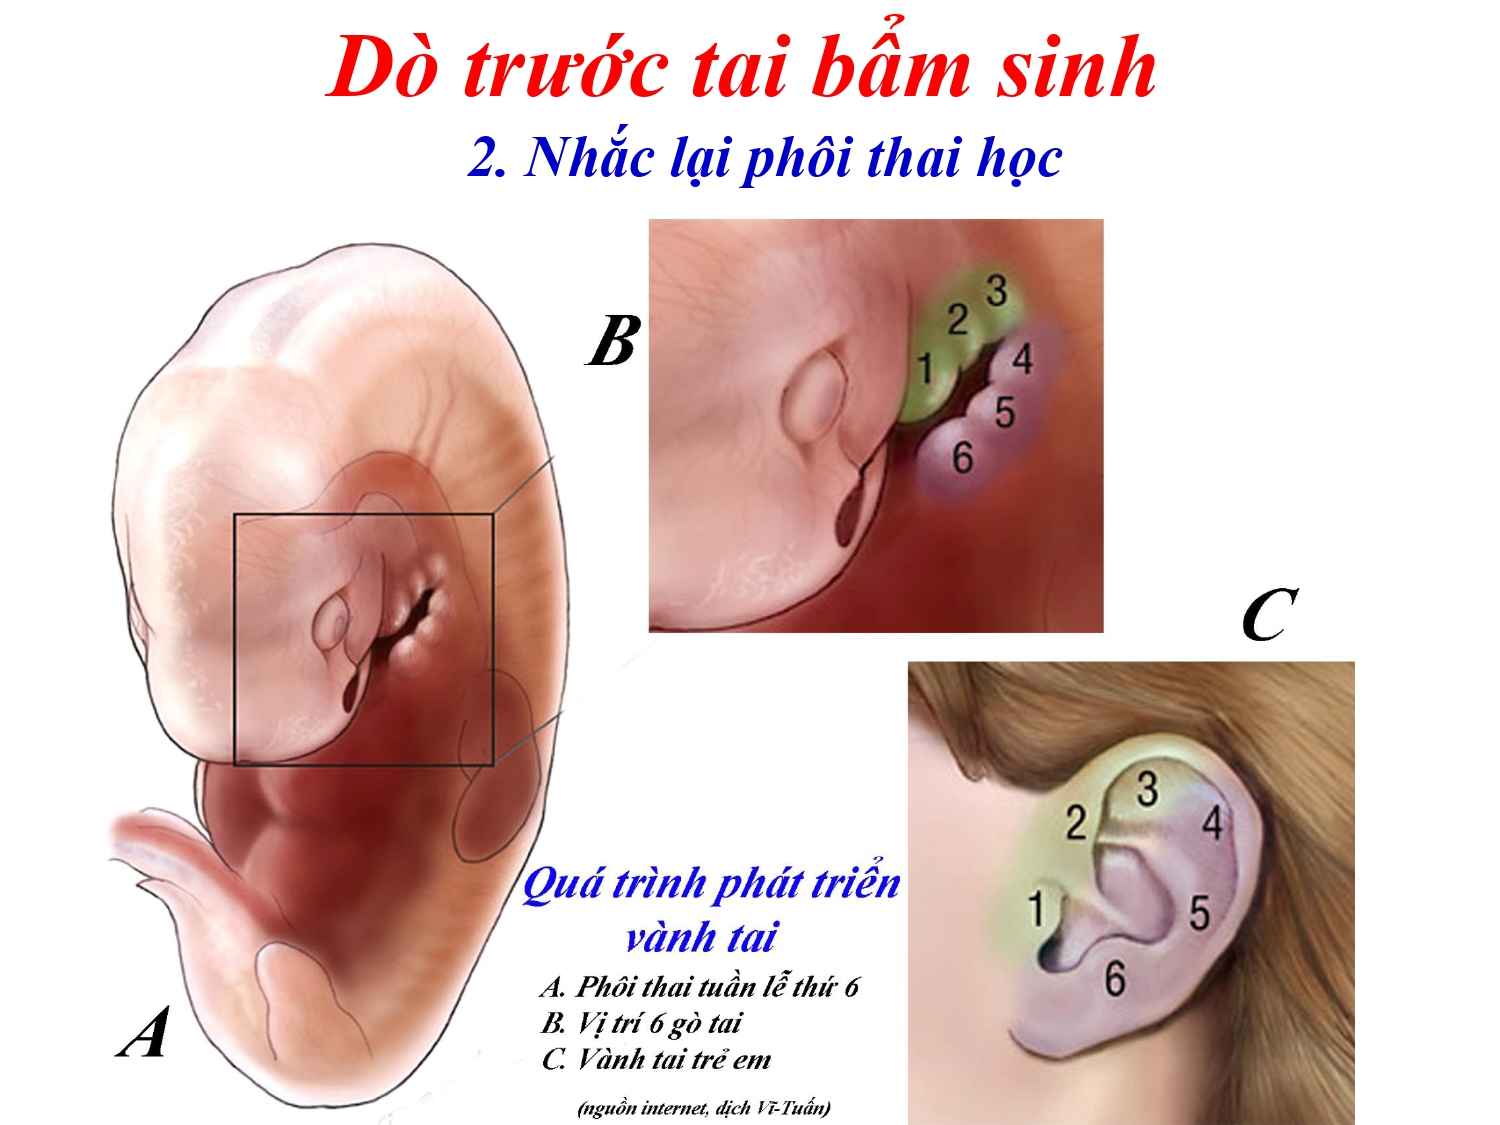 Dò trước tai bẩm sinh
2. Nhắc lại phôi thai học
B
3
2
4
1
5
6
C
3
2
4
1
5
6
Quá trình phát triển
vành tai
A. Phôi thai tuần lễ thứ 6
B. Vị trí 6 gò tai
C. Vành tai trẻ em
(nguồn internet, dịch Vĩ-Tuấn)
A